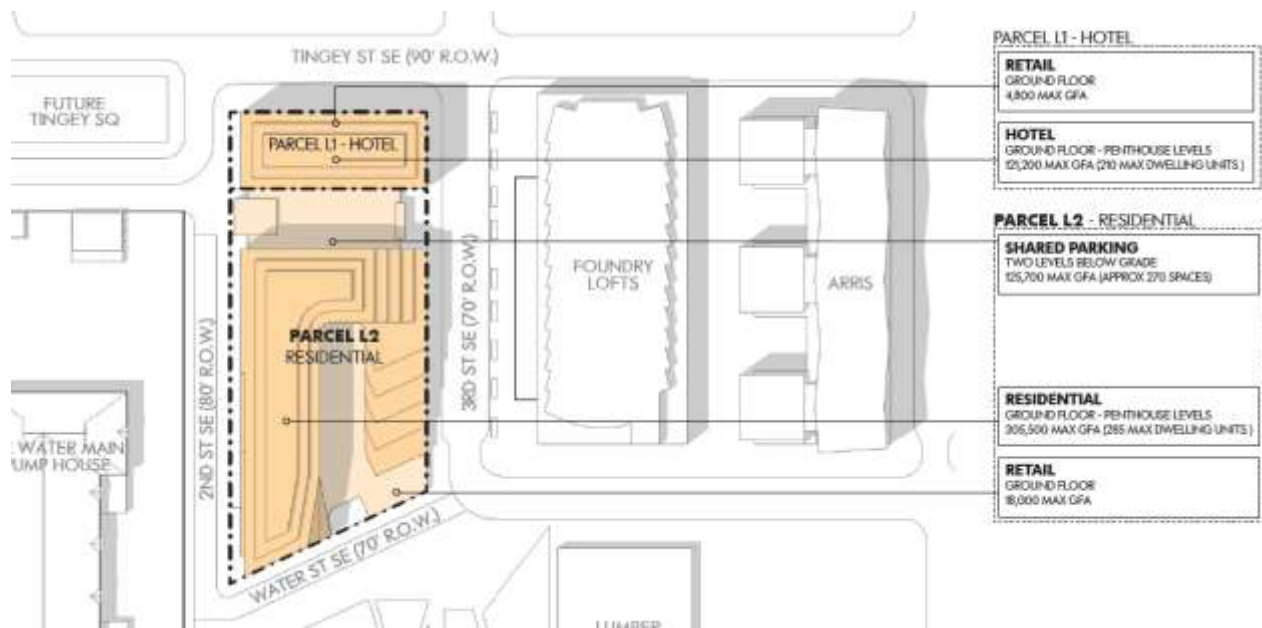 TINGEY ST SE (90' R.O.W.)
FUTURE
TINGEY SQ
PARCEL L1 - HOTEL
PARCEL L2
RESIDENTIAL
2ND ST SE (80' R.O.W.)
3RD ST SE (70' R.O.W.)
WATER ST SE (70' R.O.W.)
FOUNDRY
LOFTS
ARRIS
WATER MAIN
UMP HOUSE
LUMBER
PARCEL L1 - HOTEL
RETAIL
GROUND FLOOR
4,800 MAX GFA
HOTEL
GROUND FLOOR - PENTHOUSE LEVELS
121,200 MAX GFA (210 MAX DWELLING UNITS )
PARCEL L2 - RESIDENTIAL
SHARED PARKING
TWO LEVELS BELOW GRADE
125,700 MAX GFA (APPROX 270 SPACES)
RESIDENTIAL
GROUND FLOOR - PENTHOUSE LEVELS
305,500 MAX GFA (285 MAX DWELLING UNITS )
RETAIL
GROUND FLOOR
18,000 MAX GFA